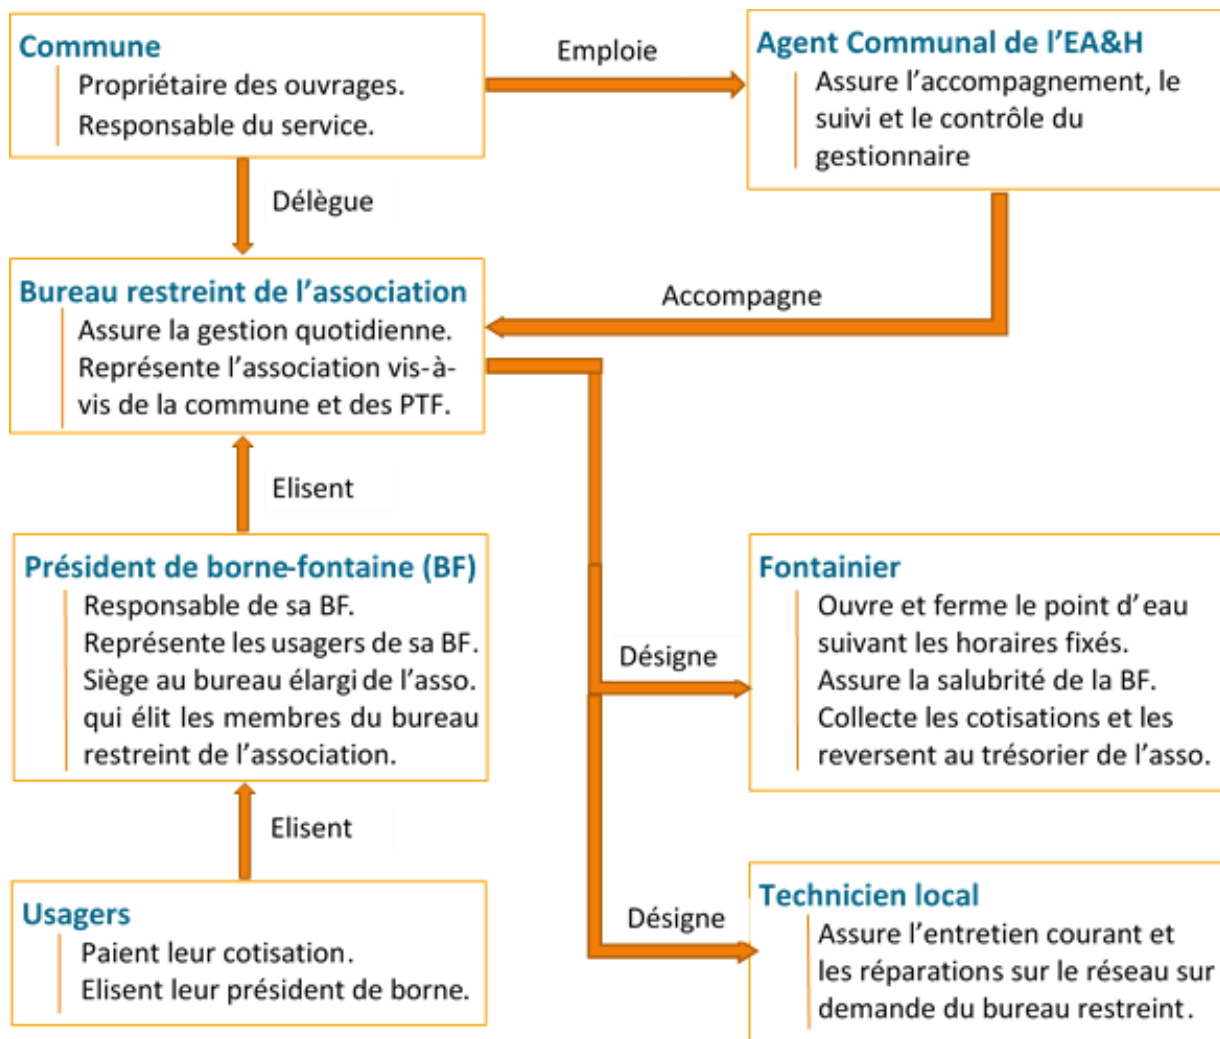 Commune
Propriétaire des ouvrages.
Responsable du service.
Emploie
Agent Communal de l'EA&H
Assure l'accompagnement, le
suivi et le contrôle du
gestionnaire
Délègue
Bureau restreint de l'association
Assure la gestion quotidienne.
Représente l'association vis-à-
vis de la commune et des PTF.
Accompagne
Elisent
Président de borne-fontaine (BF)
Responsable de sa BF.
Représente les usagers de sa BF.
Siège au bureau élargi de l'asso.
qui élit les membres du bureau
restreint de l'association.
Désigne
Fontainier
Ouvre et ferme le point d'eau
suivant les horaires fixés.
Assure la salubrité de la BF.
Collecte les cotisations et les
reversent au trésorier de l'asso.
Elisent
Usagers
Paient leur cotisation.
Elisent leur président de borne.
Désigne
Technicien local
Assure l'entretien courant et
les réparations sur le réseau sur
demande du bureau restreint.